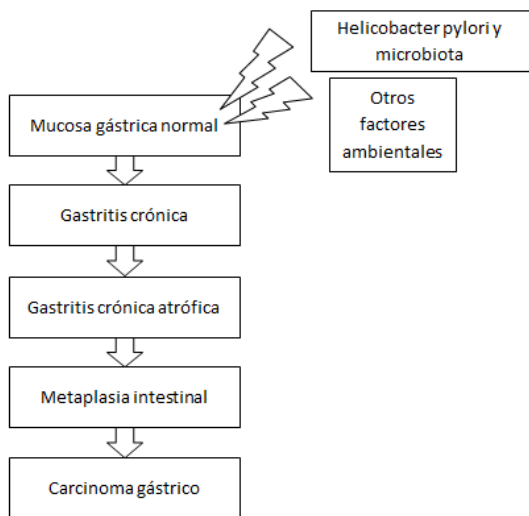 Helicobacter pylori y
microbiota
Otros
factores
ambientales
Mucosa gástrica normal
Gastritis crónica
Gastritis crónica atrófica
Metaplasia intestinal
Carcinoma gástrico